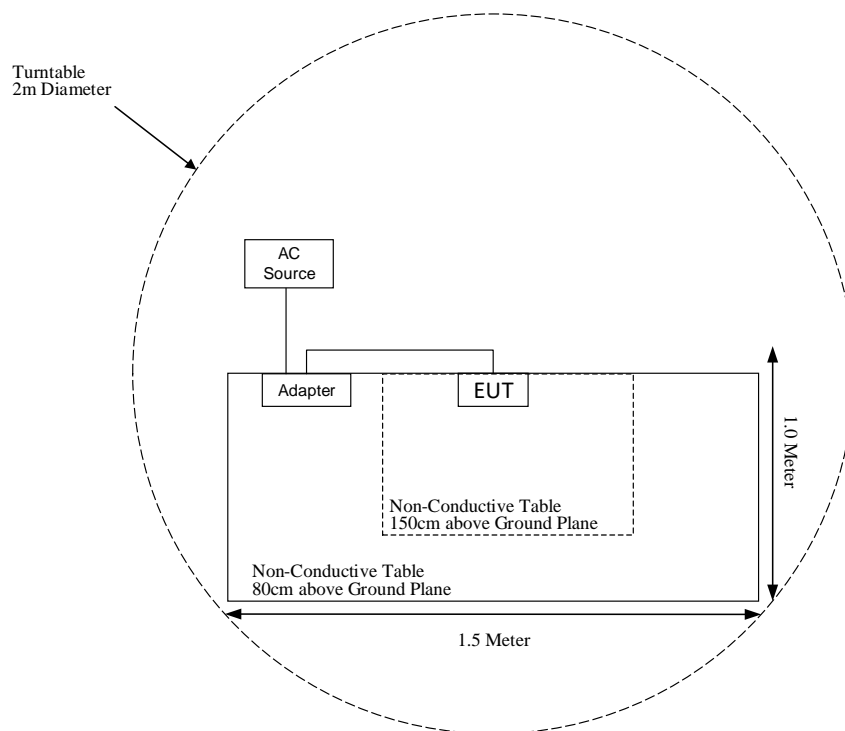 Turntable
2m Diameter
AC
Source
Adapter
EUT
Non-Conductive Table
150cm above Ground Plane
Non-Conductive Table
80cm above Ground Plane
1.0 Meter
1.5 Meter